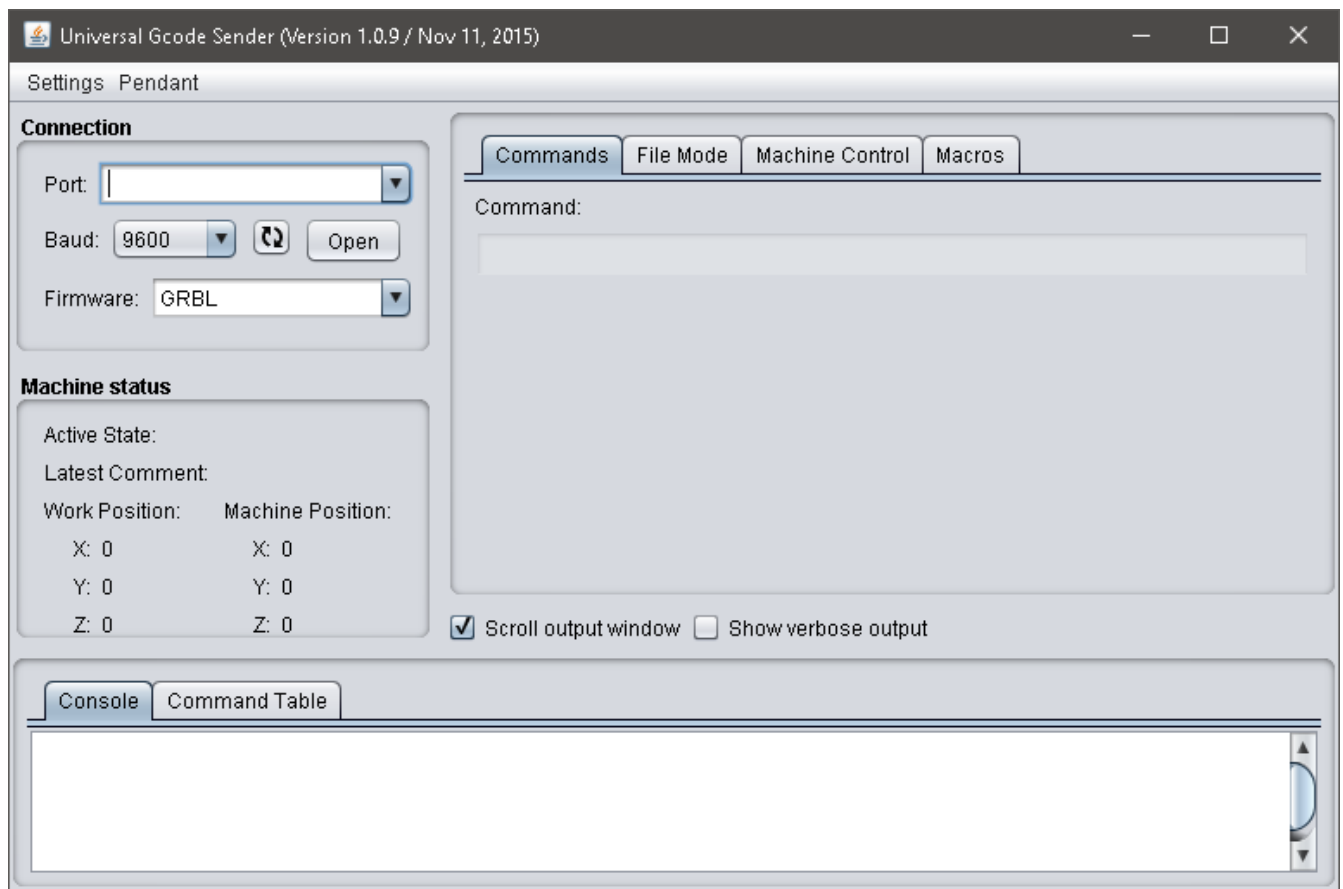 Universal Gcode Sender (Version 1.0.9 / Nov 11, 2015)
Settings Pendant
Connection
Port:
Baud: 9600 Open
Firmware: GRBL
Machine status
Active State:
Latest Comment:
Work Position: Machine Position:
X: 0 X: 0
Y: 0 Y: 0
Z: 0 Z: 0
Commands File Mode Machine Control Macros
Command:
Scroll output window Show verbose output
Console Command Table